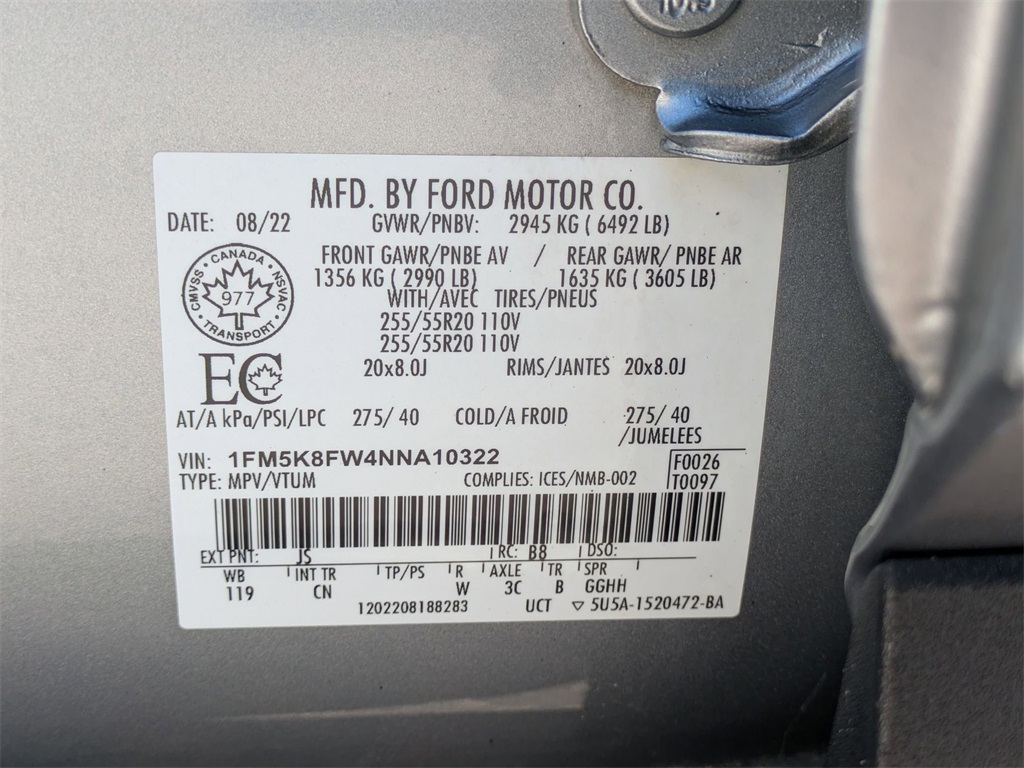 10.9
MFD. BY FORD MOTOR CO.
DATE: 08/22 GVWR/PNBV: 2945 KG ( 6492 LB)
FRONT GAWR/PNBE AV / REAR GAWR/ PNBE AR
1356 KG ( 2990 LB) 1635 KG ( 3605 LB)
WITH/AVEC TIRES/PNEUS
255/55R20 110V
255/55R20 110V
20x8.0J RIMS/JANTES 20x8.0J
CANADA
CMVSS 977 NSVAC
TRANSPORT
EC
AT/A kPa/PSI/LPC 275/ 40 COLD/A FROID 275/ 40
/JUMELEES
VIN: 1FM5K8FW4NNA10322 F0026
TYPE: MPV/VTUM COMPLIES: ICES/NMB-002 T0097
EXT PNT: JS RC: B8 DSO:
WB INT TR TP/PS R AXLE TR SPR
119 CN W 3C B GGHH
1202208188283 UCT ▽ 5U5A-1520472-BA